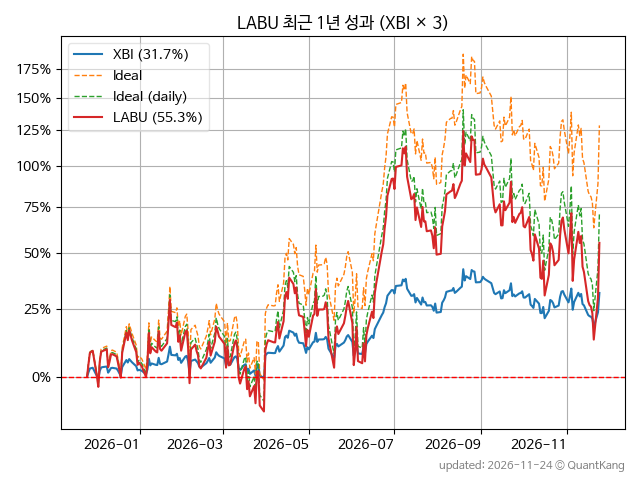 LABU 최근 1년 성과 (XBI × 3)
XBI (31.7%)
Ideal
Ideal (daily)
LABU (55.3%)
175%
150%
125%
100%
75%
50%
25%
0%
2026-01 2026-03 2026-05 2026-07 2026-09 2026-11
updated: 2026-11-24 © QuantKang